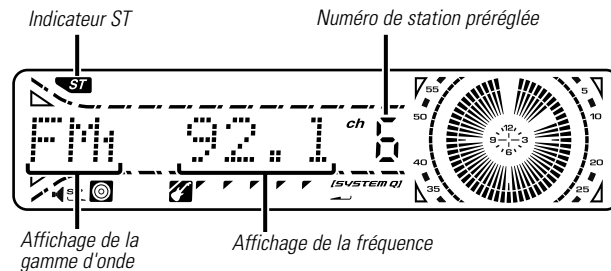 Indicateur ST
Numéro de station préréglée
ST
55
5
50
10
FM1
92.1
ch
6
12
9
3
6
40
20
[SYSTEM Q]
35
25
Affichage de la
gamme d'onde
Affichage de la fréquence